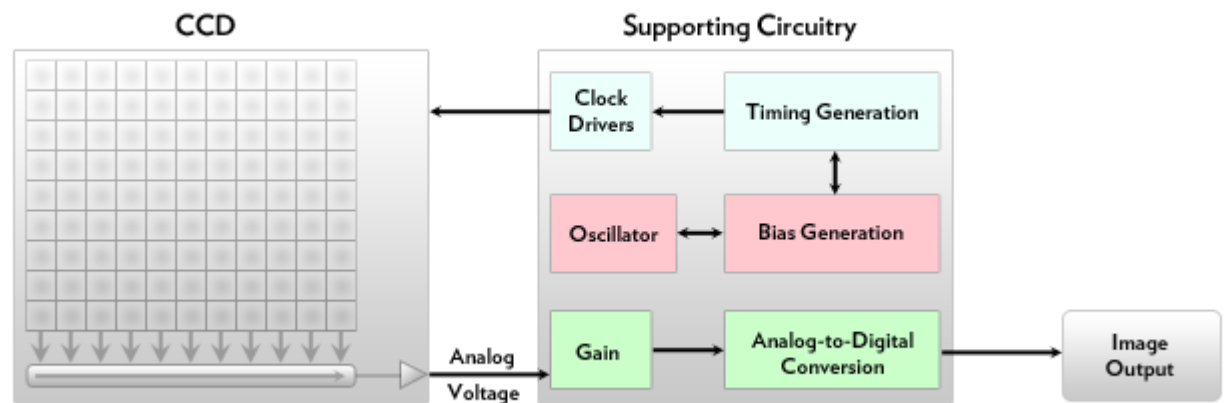 CCD
Supporting Circuitry
Clock
Drivers
Timing Generation
Oscillator
Bias Generation
Analog
Voltage
Gain
Analog-to-Digital
Conversion
Image
Output